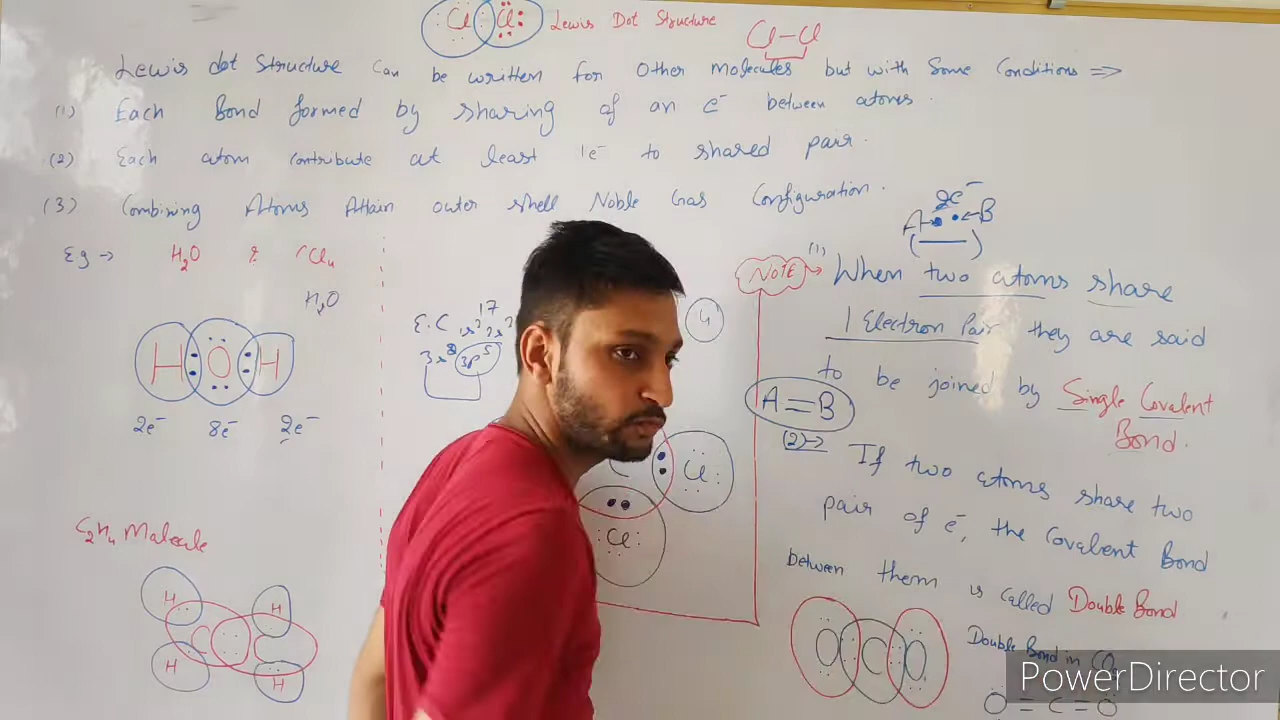 Cl Cl Lewis Dot Structure Cl-Cl
Lewis dot Structure Can be written for Other molecules but with Some Conditions ⇒
(1) Each Bond formed by sharing of an e⁻ between atoms.
(2) Each atom contribute at least 1e⁻ to shared pair.
(3) Combining Atoms Attain outer shell Noble Gas Configuration.
Eg → H₂O & CCl₄
H₂O
H O H
2e⁻ 8e⁻ 2e⁻
C₂H₄ Molecule
H H
C C
H H
17
E.C 1s² 2s²
3s² 3p⁵
C Cl
Cl
4
2e⁻
A B
NOTE → (1) When two atoms share
1 Electron Pair they are said
to be joined by Single Covalent
Bond.
A = B
(2) → If two atoms share two
pair of e⁻, the Covalent Bond
between them is called Double Bond
O C O
Double Bond in CO₂
O = C = O
PowerDirector